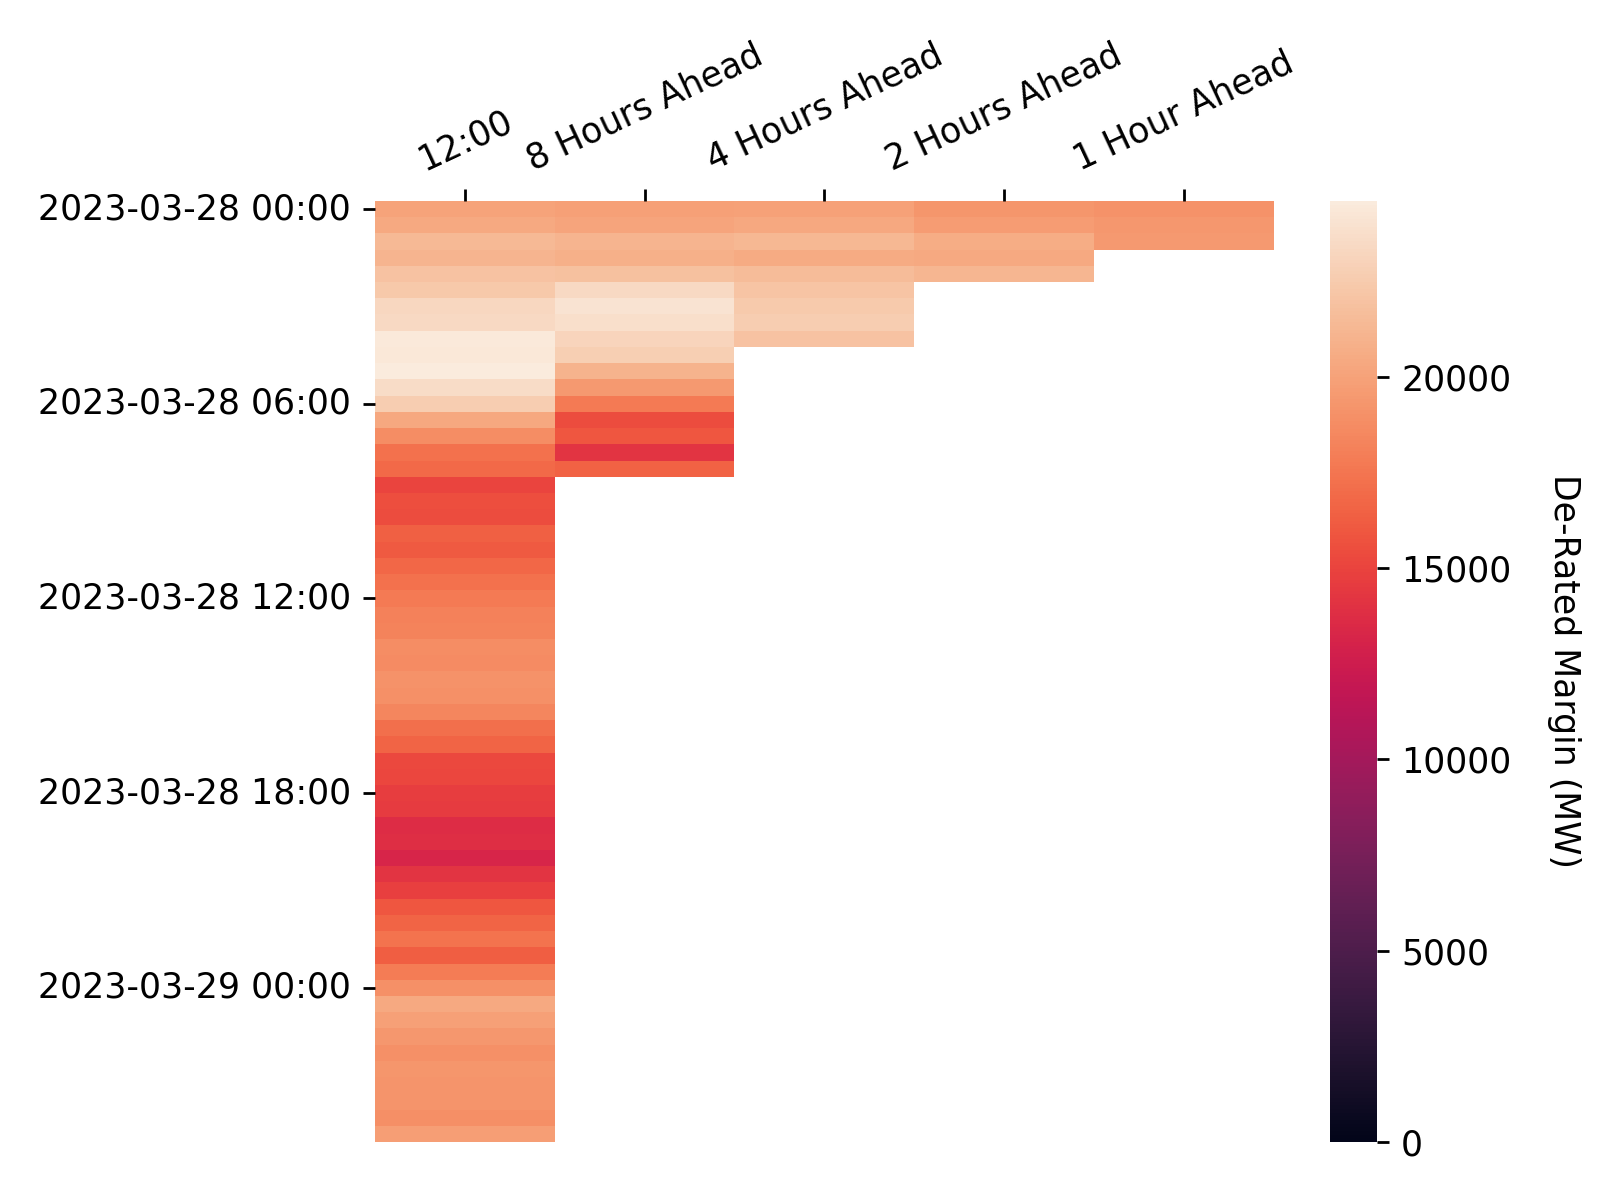 12:00
8 Hours Ahead
4 Hours Ahead
2 Hours Ahead
1 Hour Ahead
2023-03-28 00:00
2023-03-28 06:00
2023-03-28 12:00
2023-03-28 18:00
2023-03-29 00:00
20000
15000
10000
5000
0
De-Rated Margin (MW)